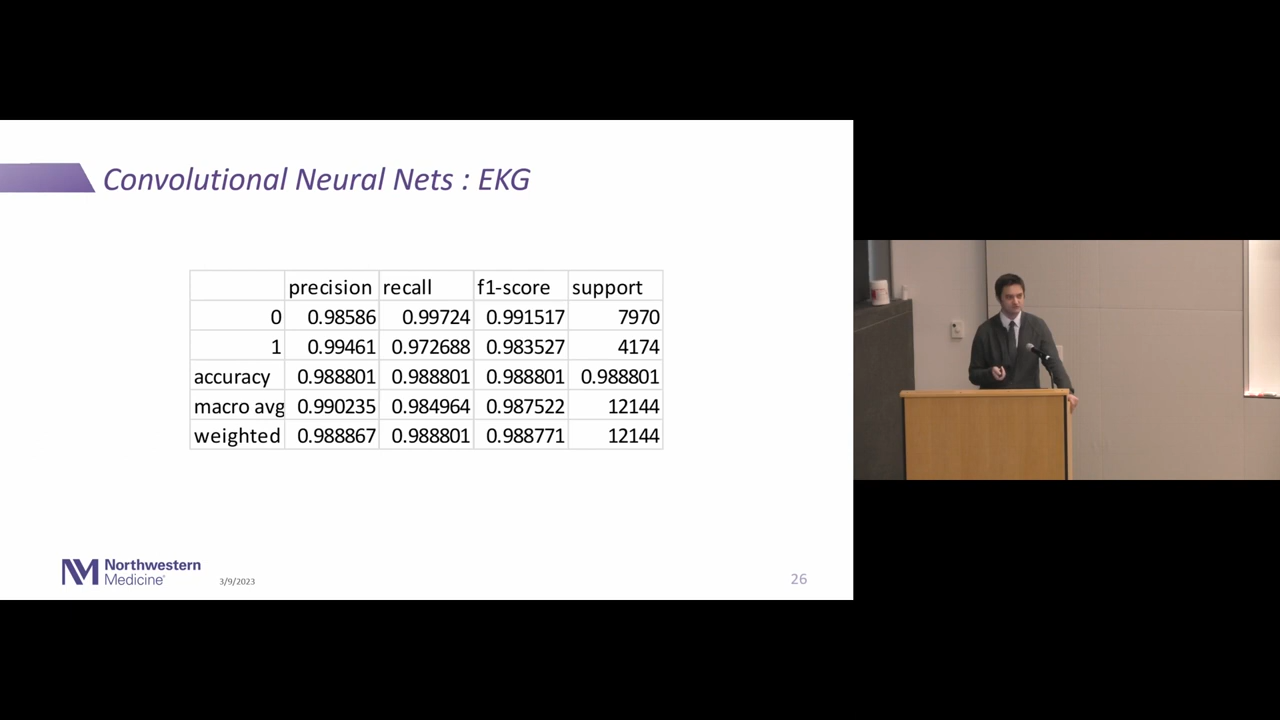 Convolutional Neural Nets : EKG
precision recall f1-score support
0 0.98586 0.99724 0.991517 7970
1 0.99461 0.972688 0.983527 4174
accuracy 0.988801 0.988801 0.988801 0.988801
macro avg 0.990235 0.984964 0.987522 12144
weighted 0.988867 0.988801 0.988771 12144
Northwestern
Medicine
3/9/2023
26